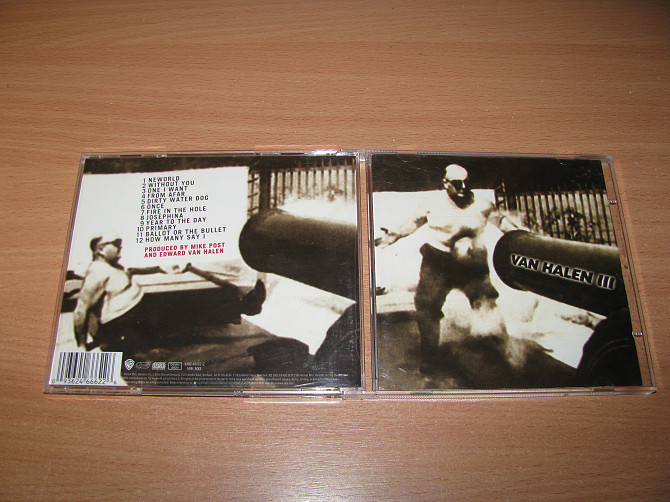 1 NEWORLD
2 WITHOUT YOU
3 ONE I WANT
4 FROM AFAR
5 DIRTY WATER DOG
6 ONCE
7 FIRE IN THE HOLE
8 JOSEPHINA
9 YEAR TO THE DAY
10 PRIMARY
11 BALLOT OR THE BULLET
12 HOW MANY SAY I
PRODUCED BY MIKE POST
AND EDWARD VAN HALEN
VAN HALEN III